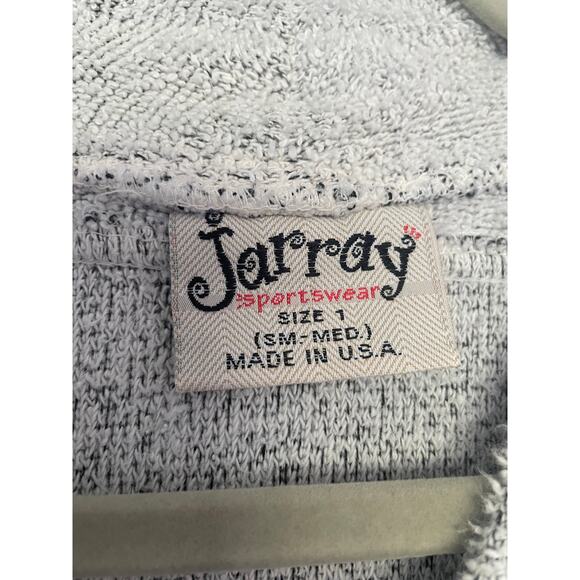 Jarray
sportswear
SIZE 1
(SM-MED.)
MADE IN U.S.A.